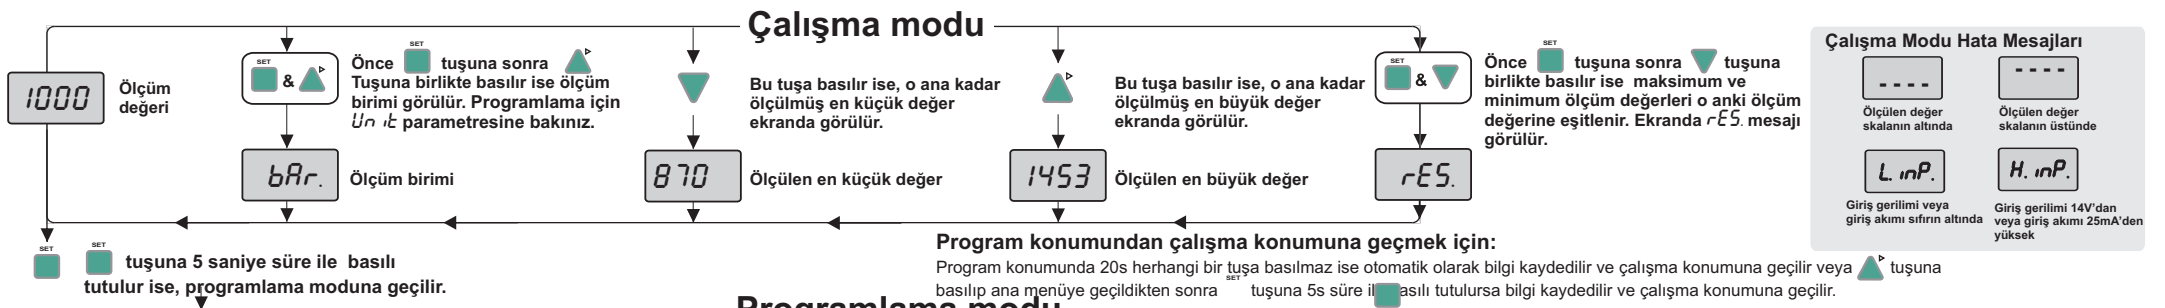 Çalışma modu
1000
Ölçüm
değeri
SET
&
Önce SET tuşuna sonra
Tuşuna birlikte basılır ise ölçüm
birimi görülür. Programlama için
Unit parametresine bakınız.
bAr.
Ölçüm birimi
Bu tuşa basılır ise, o ana kadar
ölçülmüş en küçük değer
ekranda görülür.
870
Ölçülen en küçük değer
Bu tuşa basılır ise, o ana kadar
ölçülmüş en büyük değer
ekranda görülür.
1453
Ölçülen en büyük değer
SET
&
Önce SET tuşuna sonra tuşuna
birlikte basılır ise maksimum ve
minimum ölçüm değerleri o anki ölçüm
değerine eşitlenir. Ekranda rES. mesajı
görülür.
rES.
Çalışma Modu Hata Mesajları
----
Ölçülen değer
skalanın altında
----
Ölçülen değer
skalanın üstünde
L. inP.
Giriş gerilimi veya
giriş akımı sıfırın altında
H. inP.
Giriş gerilimi 14V'dan
veya giriş akımı 25mA'den
yüksek
SET
SET
tuşuna 5 saniye süre ile basılı
tutulur ise, programlama moduna geçilir.
Program konumundan çalışma konumuna geçmek için:
Program konumunda 20s herhangi bir tuşa basılmaz ise otomatik olarak bilgi kaydedilir ve çalışma konumuna geçilir veya tuşuna
basılıp ana menüye geçildikten sonra SET tuşuna 5s süre basılı tutulursa bilgi kaydedilir ve çalışma konumuna geçilir.
Programlama modu